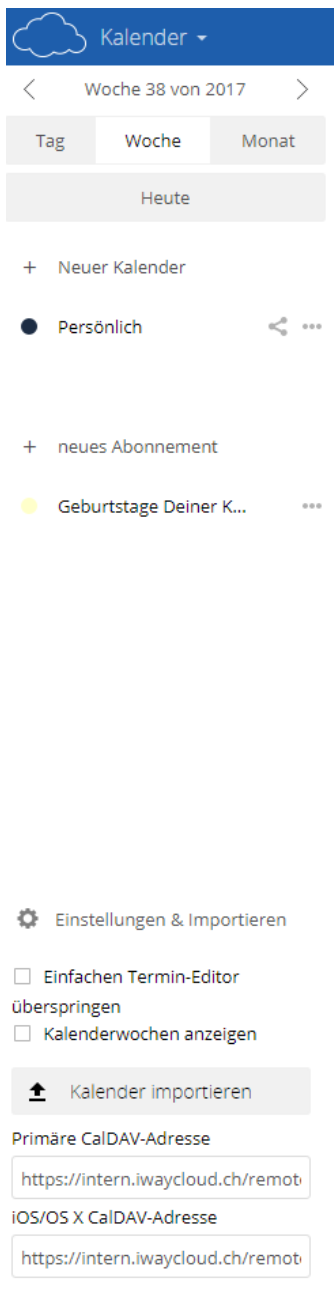 Kalender
Woche 38 von 2017
Tag Woche Monat
Heute
+ Neuer Kalender
Persönlich
+ neues Abonnement
Geburtstage Deiner K...
Einstellungen & Importieren
Einfachen Termin-Editor
überspringen
Kalenderwochen anzeigen
Kalender importieren
Primäre CalDAV-Adresse
https://intern.iwaycloud.ch/remot
iOS/OS X CalDAV-Adresse
https://intern.iwaycloud.ch/remot